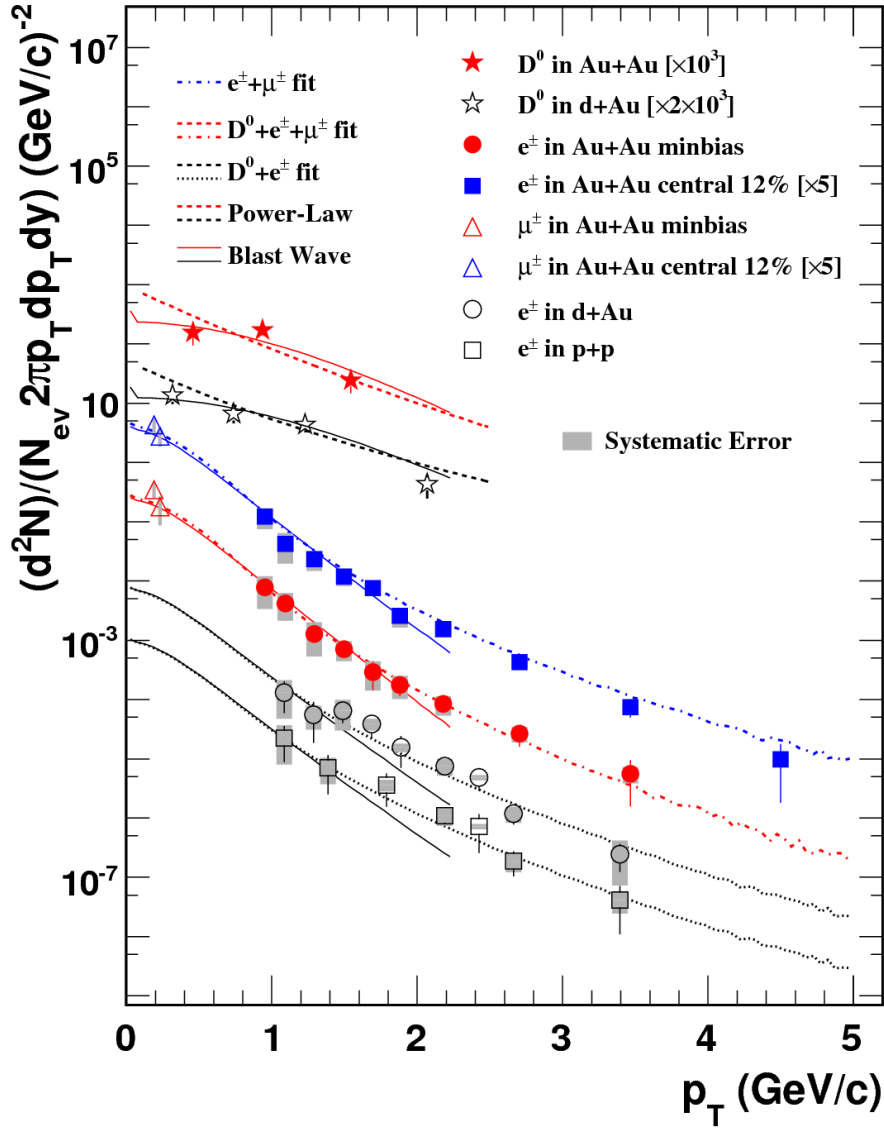 (d²N)/(N_ev 2πp_T dp_T dy) (GeV/c)⁻²
10⁷
10⁵
10
10⁻³
10⁻⁷
e±+μ± fit
D⁰+e±+μ± fit
D⁰+e± fit
Power-Law
Blast Wave
D⁰ in Au+Au [×10³]
D⁰ in d+Au [×2×10³]
e± in Au+Au minbias
e± in Au+Au central 12% [×5]
μ± in Au+Au minbias
μ± in Au+Au central 12% [×5]
e± in d+Au
e± in p+p
Systematic Error
0 1 2 3 4 5
p_T (GeV/c)